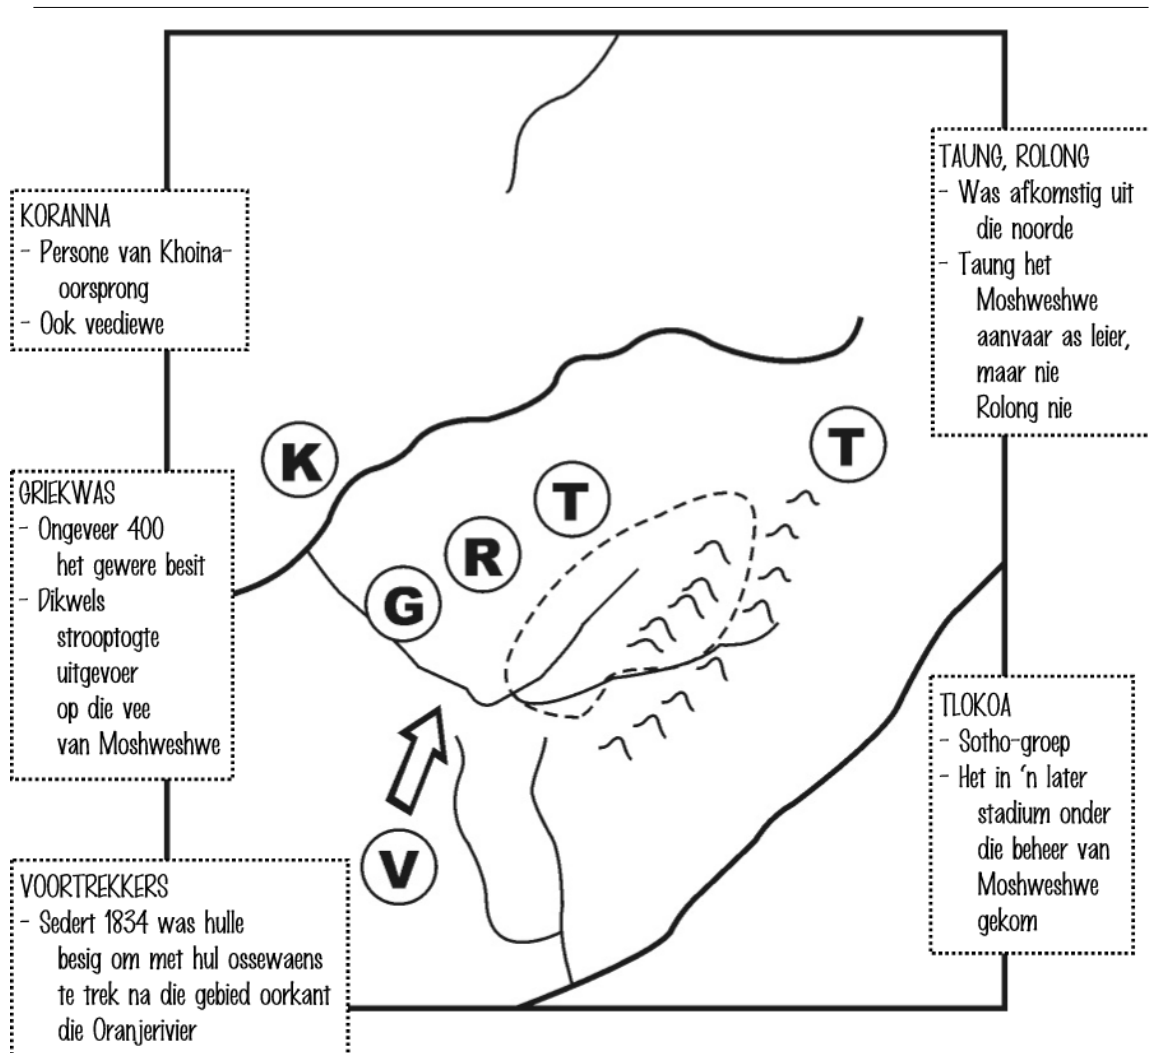 KORANNA
- Persone van Khoina-
oorsprong
- Ook veediewe
GRIEKWAS
- Ongeveer 400
het gewere besit
- Dikwels
strooptogte
uitgevoer
op die vee
van Moshweshwe
VOORTREKKERS
- Sedert 1834 was hulle
besig om met hul ossewaens
te trek na die gebied oorkant
die Oranjerivier
TAUNG, ROLONG
- Was afkomstig uit
die noorde
- Taung het
Moshweshwe
aanvaar as leier,
maar nie
Rolong nie
TLOKOA
- Sotho-groep
- Het in 'n later
stadium onder
die beheer van
Moshweshwe
gekom
K
T
T
R
G
V